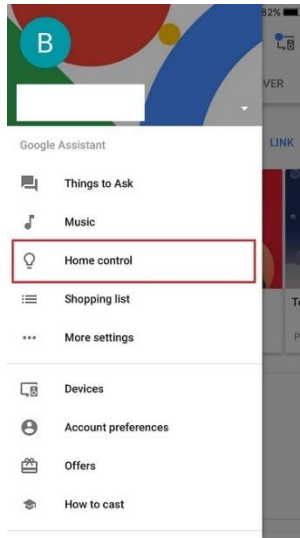 82%
B
VER
Google Assistant
LINK
Things to Ask
Music
Home control
Shopping list
More settings
Devices
Account preferences
Offers
How to cast